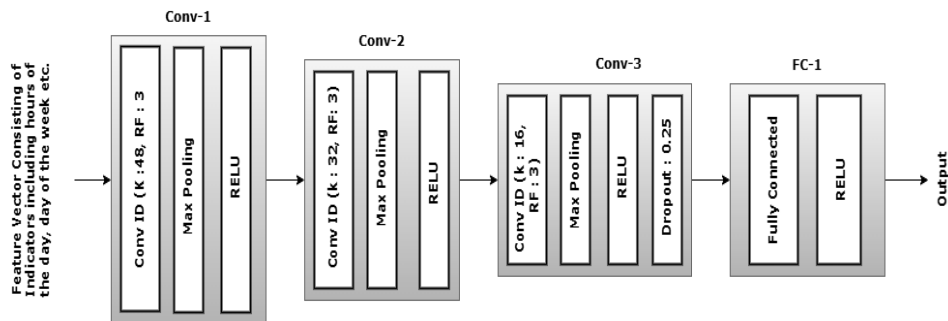 Feature Vector Consisting of
Indicators including hours of
the day, day of the week etc.
Conv-1
Conv ID (K :48, RF : 3
Max Pooling
RELU
Conv-2
Conv ID (k : 32, RF: 3)
Max Pooling
RELU
Conv-3
Conv ID (k : 16,
RF : 3)
Max Pooling
RELU
Dropout : 0.25
FC-1
Fully Connected
RELU
Output